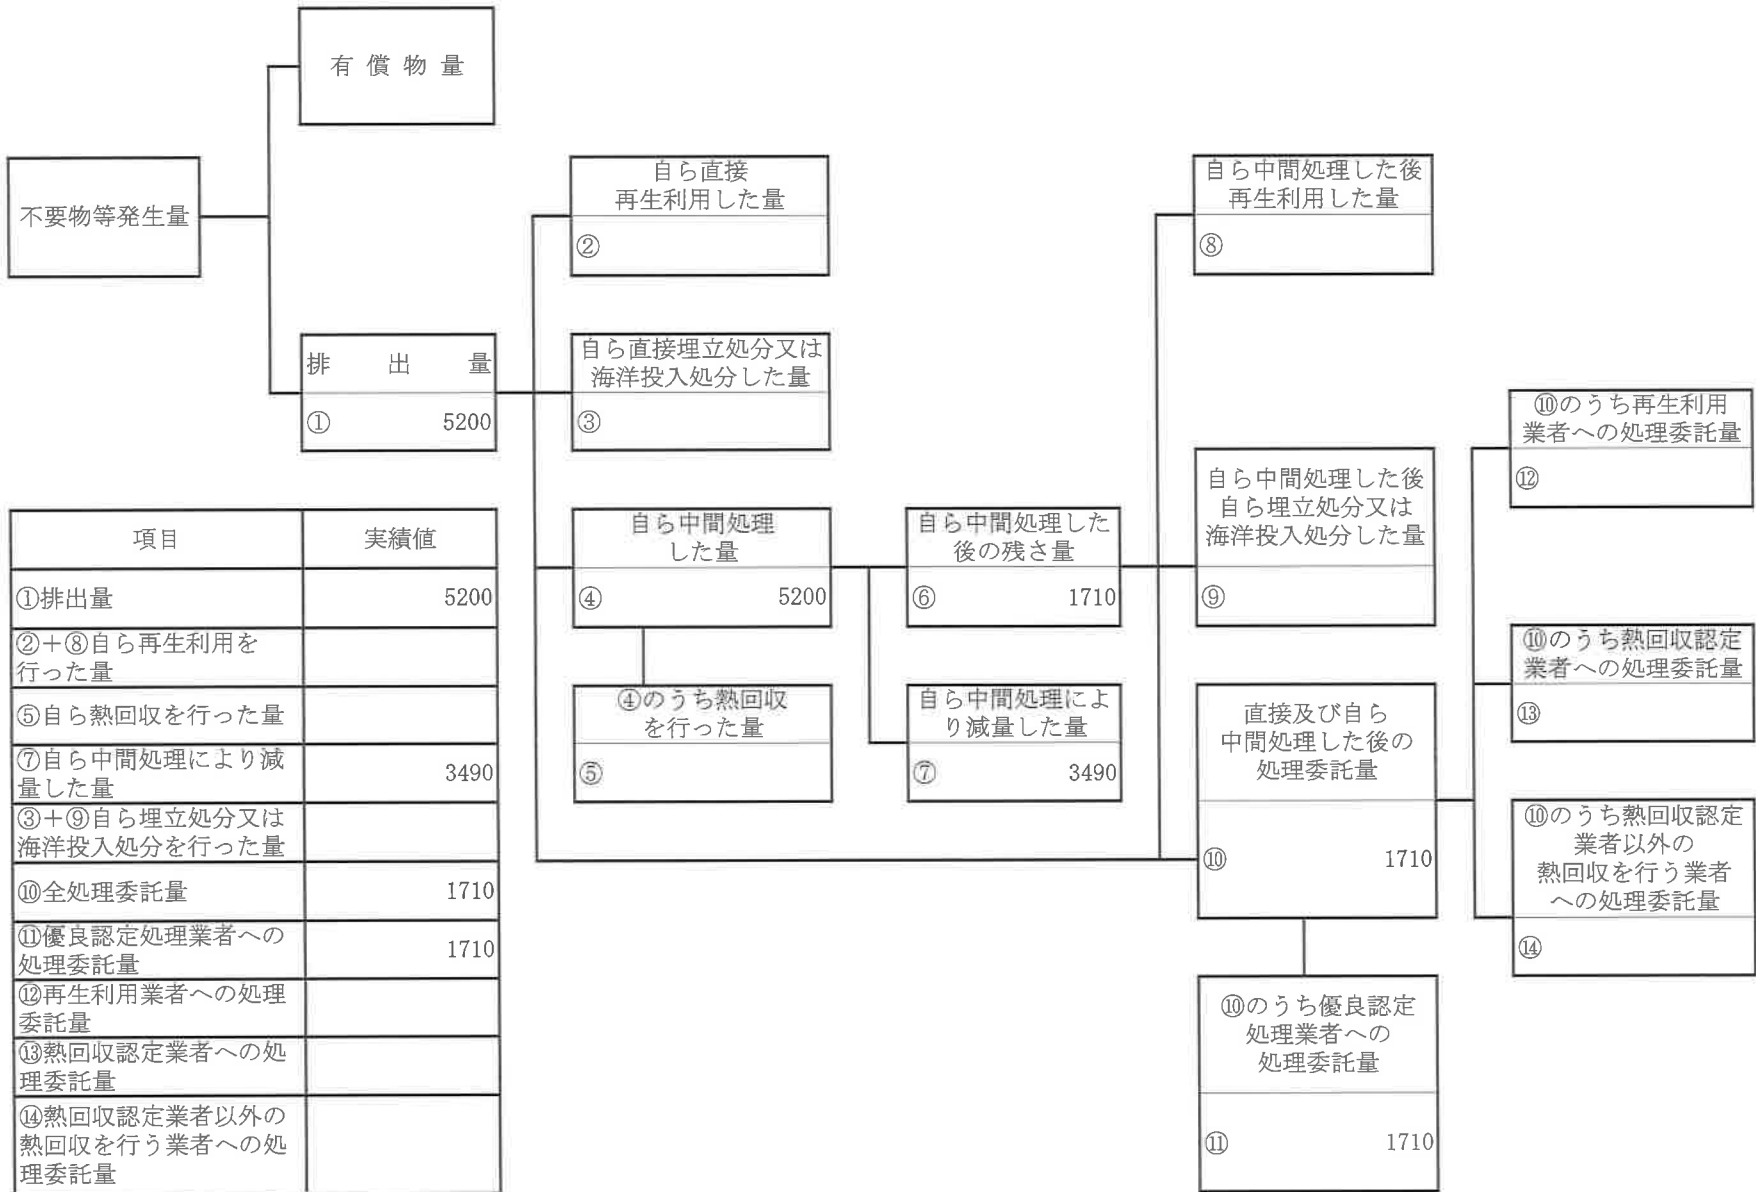 有償物量
不要物等発生量
自ら直接
再生利用した量
②
自ら中間処理した後
再生利用した量
⑧
排出量
① 5200
自ら直接埋立処分又は
海洋投入処分した量
③
⑩のうち再生利用
業者への処理委託量
⑫
自ら中間処理
した量
④ 5200
自ら中間処理した
後の残さ量
⑥ 1710
自ら中間処理した後
自ら埋立処分又は
海洋投入処分した量
⑨
⑩のうち熱回収認定
業者への処理委託量
⑬
④のうち熱回収
を行った量
⑤
自ら中間処理によ
り減量した量
⑦ 3490
直接及び自ら
中間処理した後の
処理委託量
⑩ 1710
⑩のうち熱回収認定
業者以外の
熱回収を行う業者
への処理委託量
⑭
⑩のうち優良認定
処理業者への
処理委託量
⑪ 1710
項目 実績値
①排出量 5200
②+⑧自ら再生利用を
行った量
⑤自ら熱回収を行った量
⑦自ら中間処理により減
量した量 3490
③+⑨自ら埋立処分又は
海洋投入処分を行った量
⑩全処理委託量 1710
⑪優良認定処理業者への
処理委託量 1710
⑫再生利用業者への処理
委託量
⑬熱回収認定業者への処
理委託量
⑭熱回収認定業者以外の
熱回収を行う業者への処
理委託量